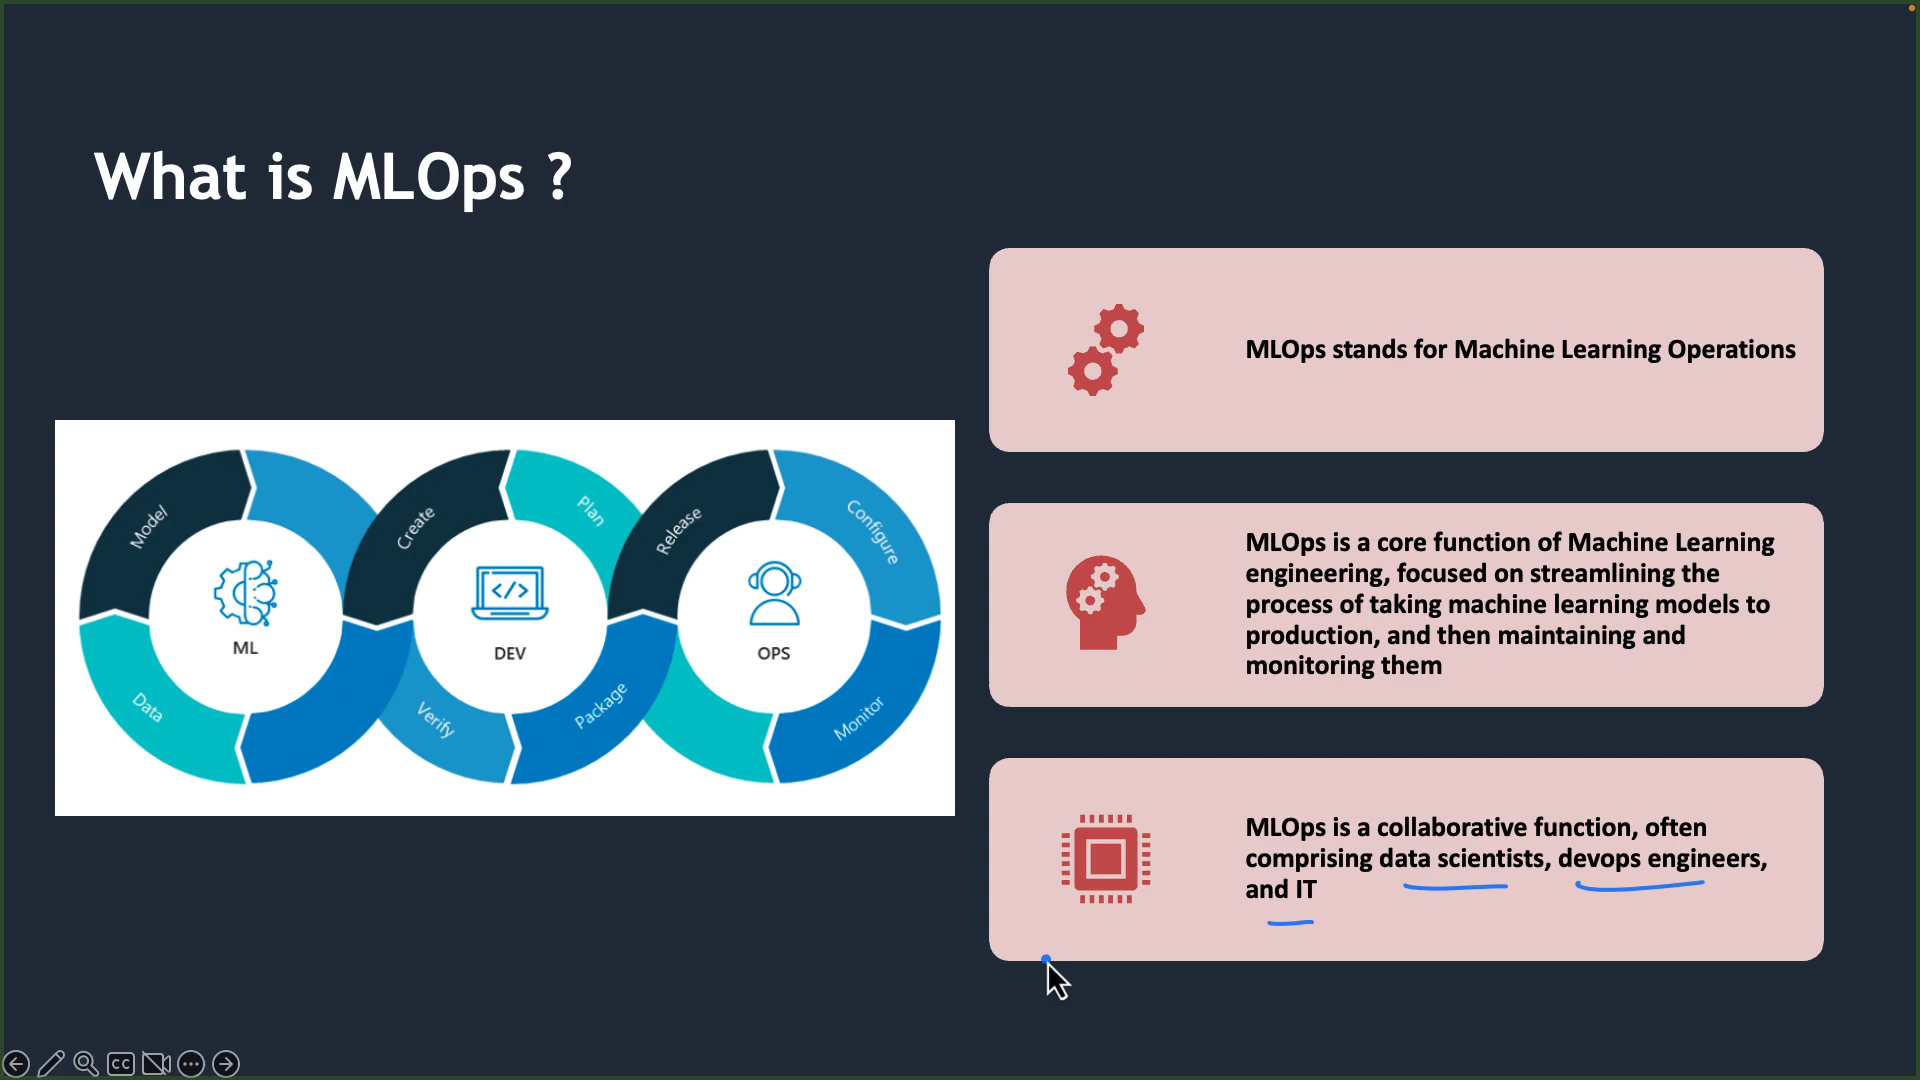 What is MLOps ?
Model
Data
ML
Create
Plan
Verify
Package
DEV
Release
Configure
Monitor
OPS
MLOps stands for Machine Learning Operations
MLOps is a core function of Machine Learning
engineering, focused on streamlining the
process of taking machine learning models to
production, and then maintaining and
monitoring them
MLOps is a collaborative function, often
comprising data scientists, devops engineers,
and IT
CC